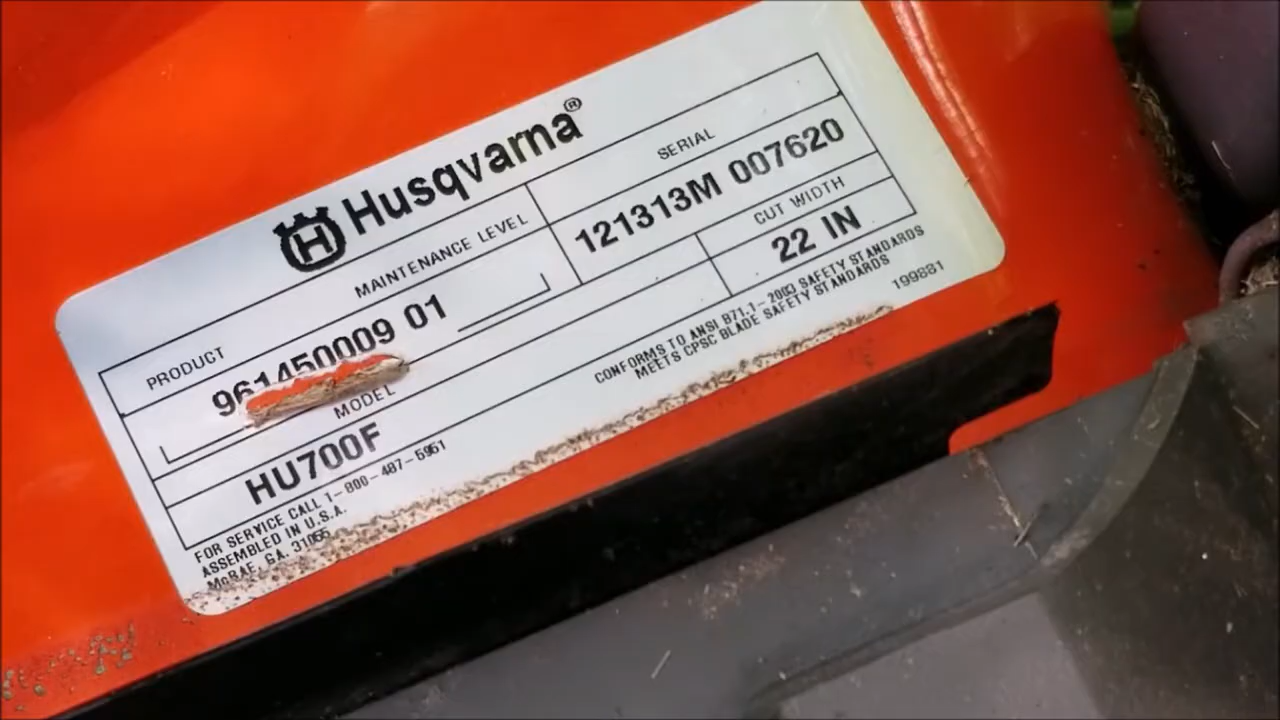 Husqvarna®
PRODUCT
MAINTENANCE LEVEL
SERIAL
961450009 01
121313M 007620
MODEL
CUT WIDTH
HU700F
22 IN
FOR SERVICE CALL 1-800-487-5961
ASSEMBLED IN U.S.A.
McRAE, GA. 31055
CONFORMS TO ANSI B71.1-2003 SAFETY STANDARDS
MEETS CPSC BLADE SAFETY STANDARDS
199881